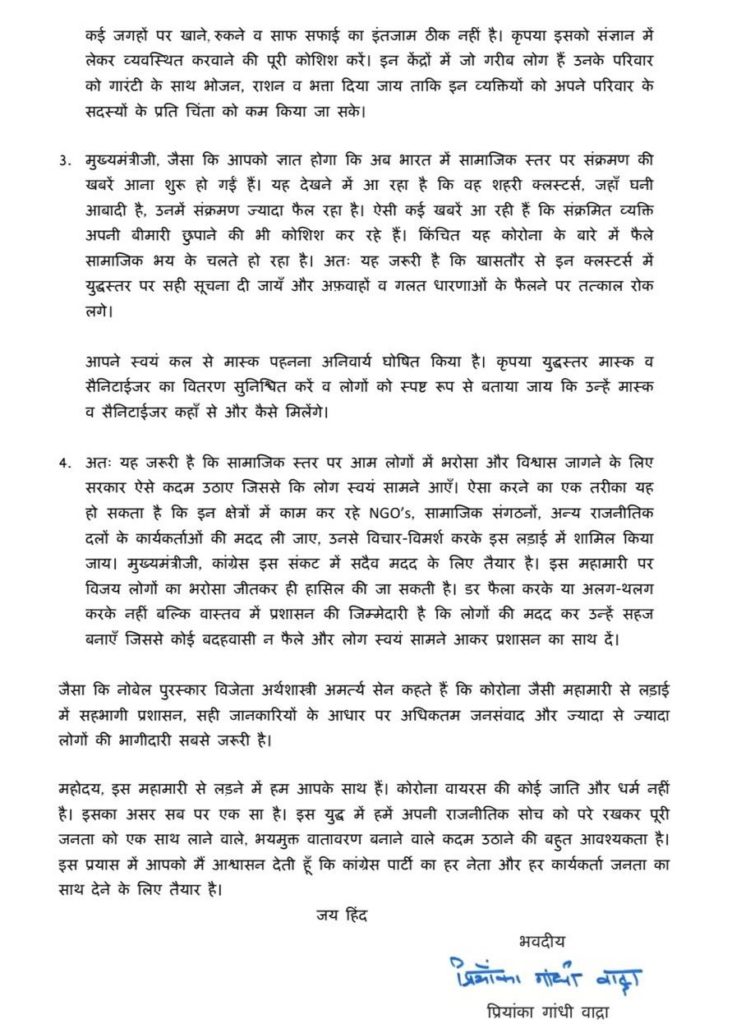 कई जगहों पर खाने, रुकने व साफ सफाई का इंतजाम ठीक नहीं है। कृपया इसको संज्ञान में
लेकर व्यवस्थित करवाने की पूरी कोशिश करें। इन केंद्रों में जो गरीब लोग हैं उनके परिवार
को गारंटी के साथ भोजन, राशन व भत्ता दिया जाय ताकि इन व्यक्तियों को अपने परिवार के
सदस्यों के प्रति चिंता को कम किया जा सके।
3. मुख्यमंत्रीजी, जैसा कि आपको ज्ञात होगा कि अब भारत में सामाजिक स्तर पर संक्रमण की
खबरें आना शुरू हो गई हैं। यह देखने में आ रहा है कि वह शहरी क्लस्टर्स, जहाँ घनी
आबादी है, उनमें संक्रमण ज्यादा फैल रहा है। ऐसी कई खबरें आ रही हैं कि संक्रमित व्यक्ति
अपनी बीमारी छुपाने की भी कोशिश कर रहे हैं। किंचित यह कोरोना के बारे में फैले
सामाजिक भय के चलते हो रहा है। अतः यह जरूरी है कि खासतौर से इन क्लस्टर्स में
युद्धस्तर पर सही सूचना दी जायँ और अफ़वाहों व गलत धारणाओं के फैलने पर तत्काल रोक
लगे।
आपने स्वयं कल से मास्क पहनना अनिवार्य घोषित किया है। कृपया युद्धस्तर मास्क व
सैनिटाईजर का वितरण सुनिश्चित करें व लोगों को स्पष्ट रूप से बताया जाय कि उन्हें मास्क
व सैनिटाईजर कहाँ से और कैसे मिलेंगे।
4. अतः यह जरूरी है कि सामाजिक स्तर पर आम लोगों में भरोसा और विश्वास जागने के लिए
सरकार ऐसे कदम उठाए जिससे कि लोग स्वयं सामने आएँ। ऐसा करने का एक तरीका यह
हो सकता है कि इन क्षेत्रों में काम कर रहे NGO's, सामाजिक संगठनों, अन्य राजनीतिक
दलों के कार्यकर्ताओं की मदद ली जाए, उनसे विचार-विमर्श करके इस लड़ाई में शामिल किया
जाय। मुख्यमंत्रीजी, कांग्रेस इस संकट में सदैव मदद के लिए तैयार है। इस महामारी पर
विजय लोगों का भरोसा जीतकर ही हासिल की जा सकती है। डर फैला करके या अलग-थलग
करके नहीं बल्कि वास्तव में प्रशासन की जिम्मेदारी है कि लोगों की मदद कर उन्हें सहज
बनाएँ जिससे कोई बदहवासी न फैले और लोग स्वयं सामने आकर प्रशासन का साथ दें।
जैसा कि नोबेल पुरस्कार विजेता अर्थशास्त्री अमर्त्य सेन कहते हैं कि कोरोना जैसी महामारी से लड़ाई
में सहभागी प्रशासन, सही जानकारियों के आधार पर अधिकतम जनसंवाद और ज्यादा से ज्यादा
लोगों की भागीदारी सबसे जरूरी है।
महोदय, इस महामारी से लड़ने में हम आपके साथ हैं। कोरोना वायरस की कोई जाति और धर्म नहीं
है। इसका असर सब पर एक सा है। इस युद्ध में हमें अपनी राजनीतिक सोच को परे रखकर पूरी
जनता को एक साथ लाने वाले, भयमुक्त वातावरण बनाने वाले कदम उठाने की बहुत आवश्यकता है।
इस प्रयास में आपको मैं आश्वासन देती हूँ कि कांग्रेस पार्टी का हर नेता और हर कार्यकर्ता जनता का
साथ देने के लिए तैयार है।
जय हिंद
भवदीय
प्रियंका गांधी वाद्रा
प्रियांका गांधी वाद्रा